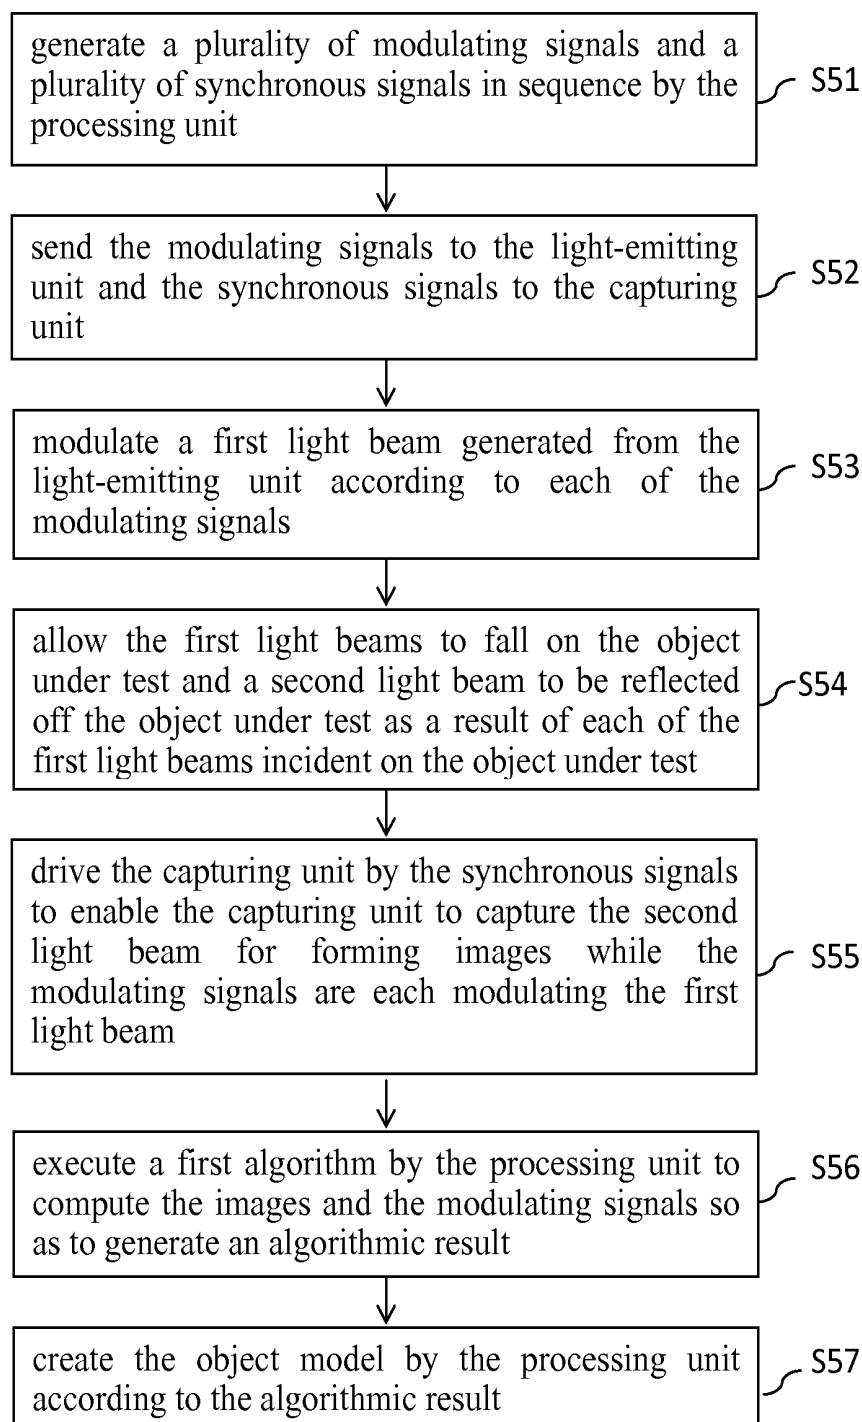 generate a plurality of modulating signals and a
plurality of synchronous signals in sequence by the
processing unit
S51
send the modulating signals to the light-emitting
unit and the synchronous signals to the capturing
unit
S52
modulate a first light beam generated from the
light-emitting unit according to each of the
modulating signals
S53
allow the first light beams to fall on the object
under test and a second light beam to be reflected
off the object under test as a result of each of the
first light beams incident on the object under test
S54
drive the capturing unit by the synchronous signals
to enable the capturing unit to capture the second
light beam for forming images while the
modulating signals are each modulating the first
light beam
S55
execute a first algorithm by the processing unit to
compute the images and the modulating signals so
as to generate an algorithmic result
S56
create the object model by the processing unit
according to the algorithmic result
S57